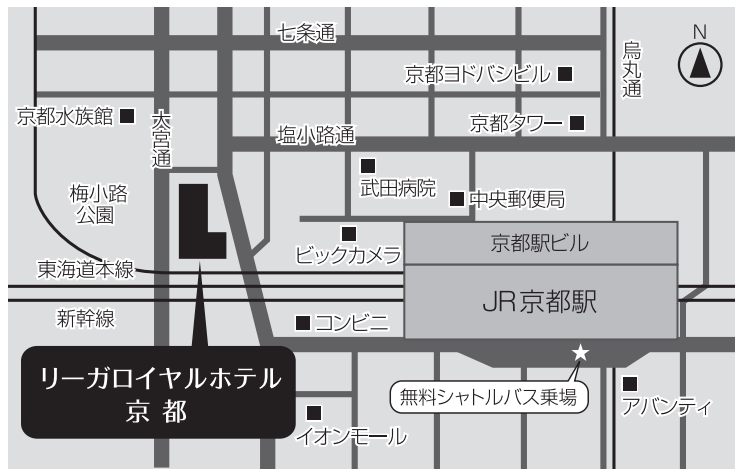 七条通
烏丸通
N
京都ヨドバシビル
京都水族館
大宮通
京都タワー
塩小路通
武田病院
中央郵便局
梅小路
公園
京都駅ビル
ビックカメラ
東海道本線
JR京都駅
新幹線
コンビニ
リーガロイヤルホテル
京都
無料シャトルバス乗場
アバンティ
イオンモール